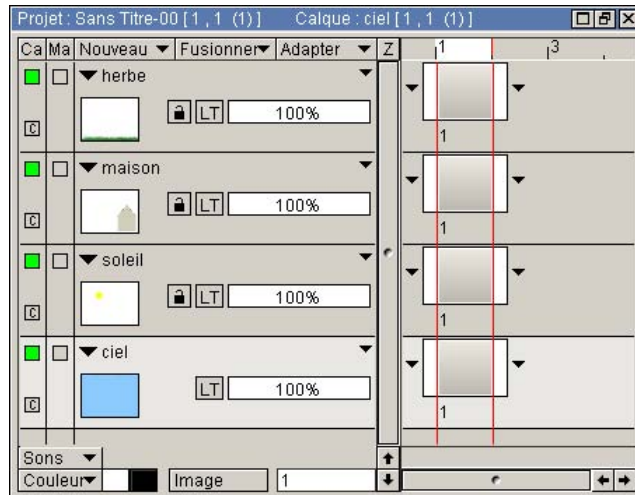 Projet : Sans Titre-00 [ 1 , 1 (1) ] Calque : ciel [ 1 , 1 (1) ]
Ca Ma Nouveau Fusionner Adapter Z 1 3
herbe
LT 100%
C 1
maison
LT 100%
C 1
soleil
LT 100%
C 1
ciel
LT 100%
C 1
Sons
Couleur Image 1